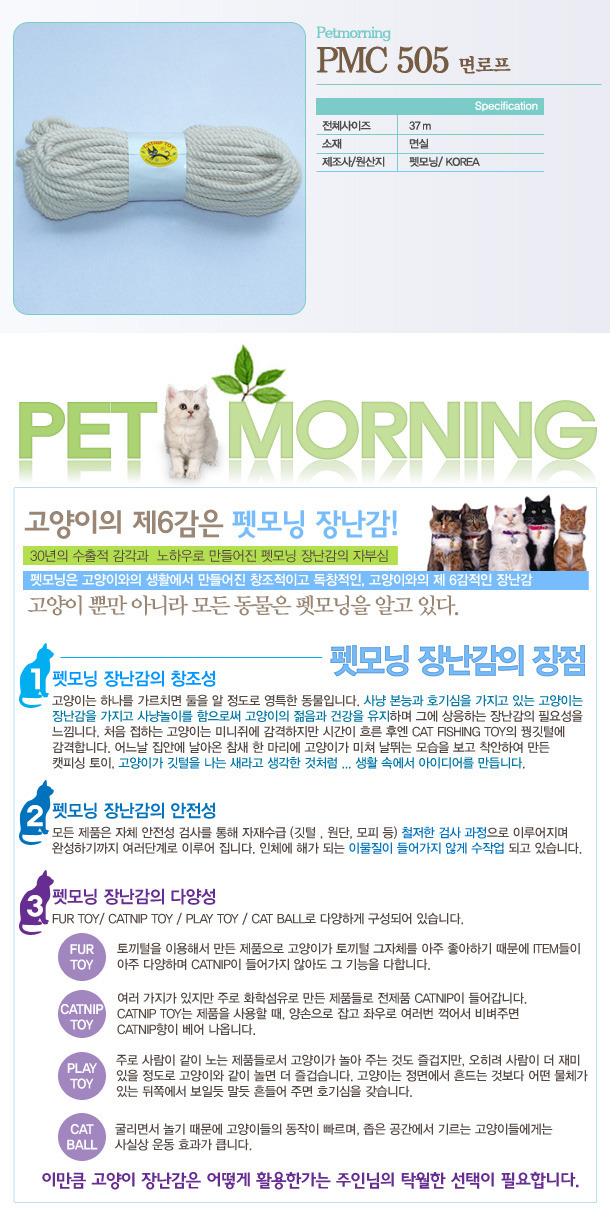 Petmorning
PMC 505 면로프
Specification
전체사이즈 37 m
소재 면실
제조사/원산지 펫모닝/ KOREA
CATNIP TOY
PET MORNING
고양이의 제6감은 펫모닝 장난감!
30년의 수출적 감각과 노하우로 만들어진 펫모닝 장난감의 자부심
펫모닝은 고양이와의 생활에서 만들어진 창조적이고 독창적인, 고양이와의 제 6감적인 장난감
고양이 뿐만 아니라 모든 동물은 펫모닝을 알고 있다.
펫모닝 장난감의 장점
1 펫모닝 장난감의 창조성
고양이는 하나를 가르치면 둘을 알 정도로 영특한 동물입니다. 사냥 본능과 호기심을 가지고 있는 고양이는
장난감을 가지고 사냥놀이를 함으로써 고양이의 젊음과 건강을 유지하며 그에 상응하는 장난감의 필요성을
느낍니다. 처음 접하는 고양이는 미니쥐에 감격하지만 시간이 흐른 후엔 CAT FISHING TOY의 꿩깃털에
감격합니다. 어느날 집안에 날아온 참새 한 마리에 고양이가 미쳐 날뛰는 모습을 보고 착안하여 만든
캣피싱 토이. 고양이가 깃털을 나는 새라고 생각한 것처럼 ... 생활 속에서 아이디어를 만듭니다.
2 펫모닝 장난감의 안전성
모든 제품은 자체 안전성 검사를 통해 자재수급 (깃털 , 원단, 모피 등) 철저한 검사 과정으로 이루어지며
완성하기까지 여러단계로 이루어 집니다. 인체에 해가 되는 이물질이 들어가지 않게 수작업 되고 있습니다.
3 펫모닝 장난감의 다양성
FUR TOY/ CATNIP TOY / PLAY TOY / CAT BALL로 다양하게 구성되어 있습니다.
FUR
TOY
토끼털을 이용해서 만든 제품으로 고양이가 토끼털 그자체를 아주 좋아하기 때문에 ITEM들이
아주 다양하며 CATNIP이 들어가지 않아도 그 기능을 다합니다.
CATNIP
TOY
여러 가지가 있지만 주로 화학섬유로 만든 제품들로 전제품 CATNIP이 들어갑니다.
CATNIP TOY는 제품을 사용할 때, 양손으로 잡고 좌우로 여러번 꺽어서 비벼주면
CATNIP향이 베어 나옵니다.
PLAY
TOY
주로 사람이 같이 노는 제품들로서 고양이가 놀아 주는 것도 즐겁지만, 오히려 사람이 더 재미
있을 정도로 고양이와 같이 놀면 더 즐겁습니다. 고양이는 정면에서 흔드는 것보다 어떤 물체가
있는 뒤쪽에서 보일듯 말듯 흔들어 주면 호기심을 갖습니다.
CAT
BALL
굴리면서 놀기 때문에 고양이들의 동작이 빠르며, 좁은 공간에서 기르는 고양이들에게는
사실상 운동 효과가 큽니다.
이만큼 고양이 장난감은 어떻게 활용한가는 주인님의 탁월한 선택이 필요합니다.